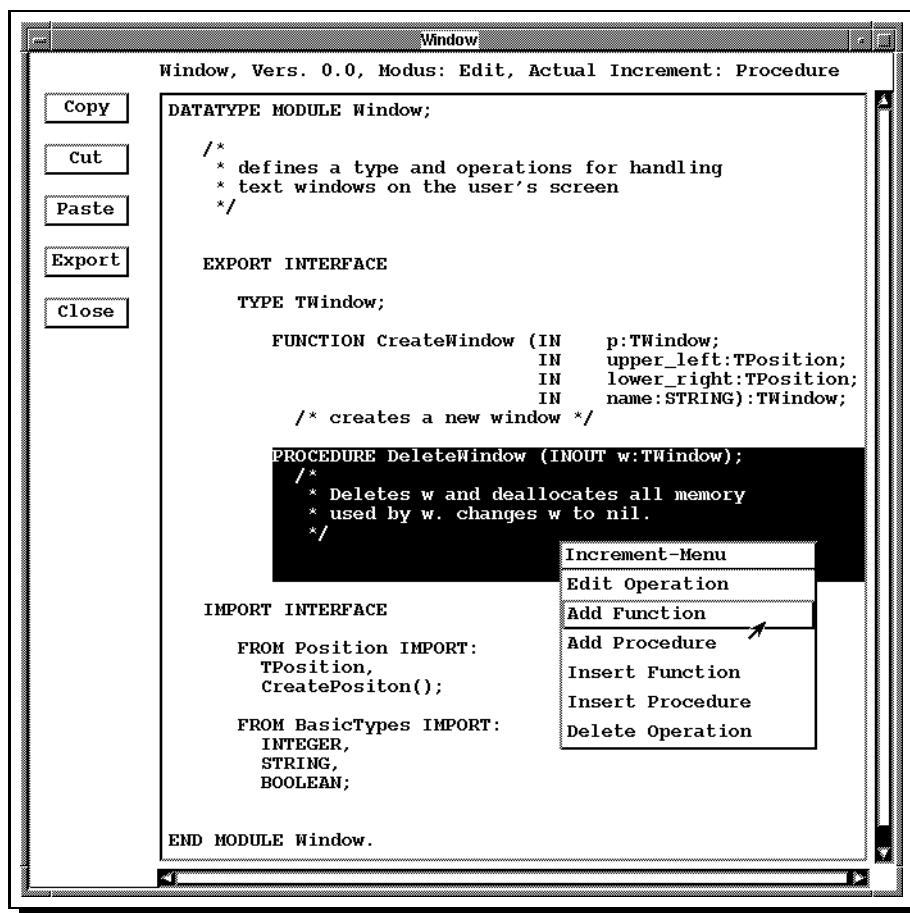 Window
Window, Vers. 0.0, Modus: Edit, Actual Increment: Procedure
Copy
Cut
Paste
Export
Close
DATATYPE MODULE Window;
/*
* defines a type and operations for handling
* text windows on the user's screen
*/
EXPORT INTERFACE
TYPE TWindow;
FUNCTION CreateWindow (IN p:TWindow;
IN upper_left:TPosition;
IN lower_right:TPosition;
IN name:STRING):TWindow;
/* creates a new window */
PROCEDURE DeleteWindow (INOUT w:TWindow);
/*
* Deletes w and deallocates all memory
* used by w. changes w to nil.
*/
Increment-Menu
Edit Operation
Add Function
Add Procedure
Insert Function
Insert Procedure
Delete Operation
IMPORT INTERFACE
FROM Position IMPORT:
TPosition,
CreatePositon();
FROM BasicTypes IMPORT:
INTEGER,
STRING,
BOOLEAN;
END MODULE Window.